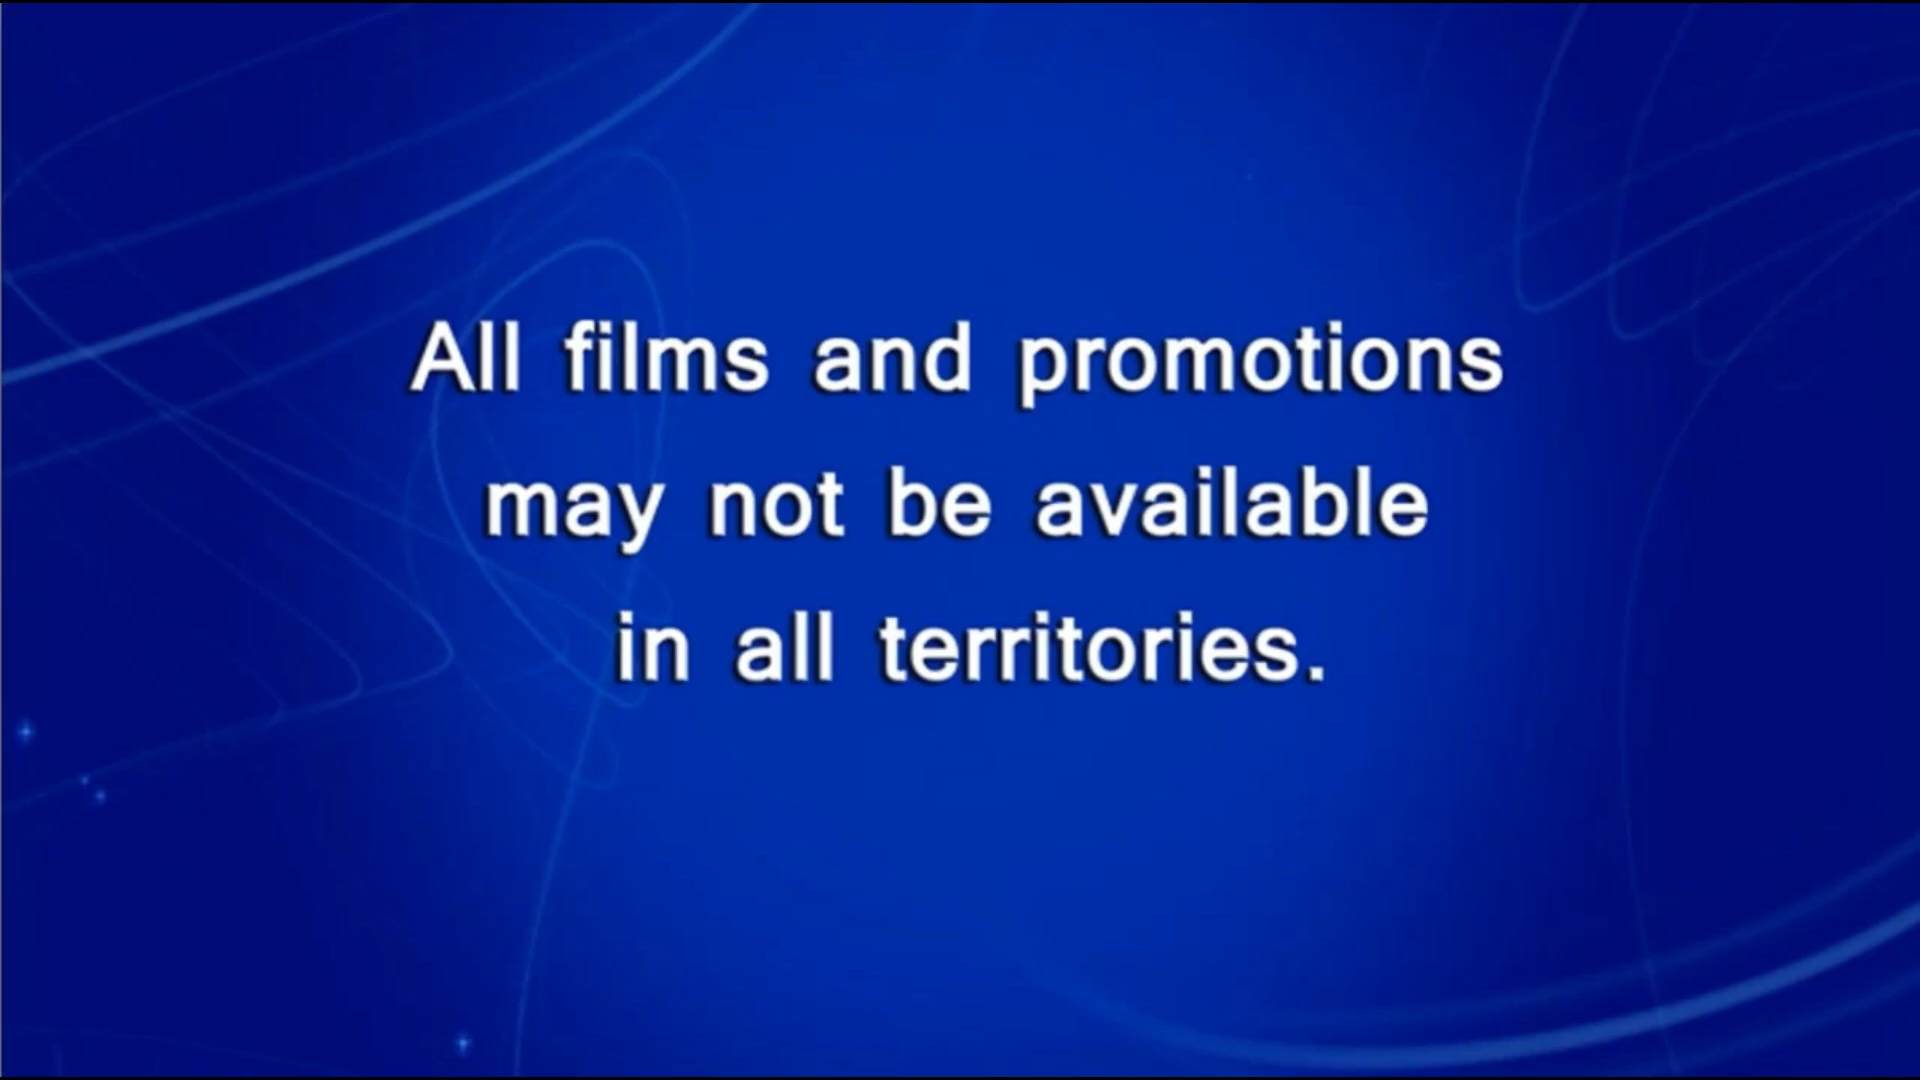 All films and promotions
may not be available
in all territories.